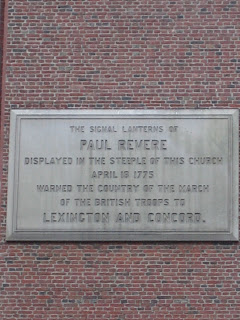 THE SIGNAL LANTERNS OF
PAUL REVERE
DISPLAYED IN THE STEEPLE OF THIS CHURCH
APRIL 18 1775
WARNED THE COUNTRY OF THE MARCH
OF THE BRITISH TROOPS TO
LEXINGTON AND CONCORD.